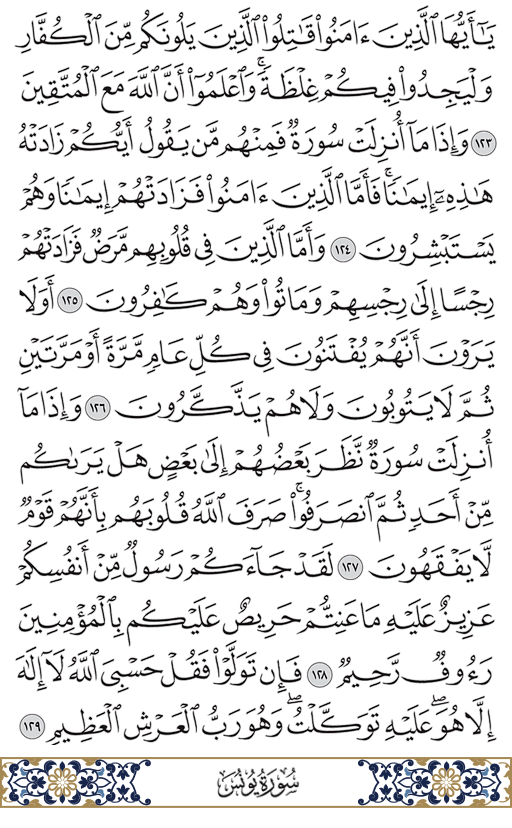 يَـٰٓأَيُّهَا ٱلَّذِينَ ءَامَنُوا۟ قَـٰتِلُوا۟ ٱلَّذِينَ يَلُونَكُم مِّنَ ٱلْكُفَّارِ
وَلْيَجِدُوا۟ فِيكُمْ غِلْظَةً ۚ وَٱعْلَمُوٓا۟ أَنَّ ٱللَّهَ مَعَ ٱلْمُتَّقِينَ
١٢٣ وَإِذَا مَآ أُنزِلَتْ سُورَةٌ فَمِنْهُم مَّن يَقُولُ أَيُّكُمْ زَادَتْهُ
هَـٰذِهِۦٓ إِيمَـٰنًا ۚ فَأَمَّا ٱلَّذِينَ ءَامَنُوا۟ فَزَادَتْهُمْ إِيمَـٰنًا وَهُمْ
يَسْتَبْشِرُونَ ١٢٤ وَأَمَّا ٱلَّذِينَ فِى قُلُوبِهِم مَّرَضٌ فَزَادَتْهُمْ
رِجْسًا إِلَىٰ رِجْسِهِمْ وَمَاتُوا۟ وَهُمْ كَـٰفِرُونَ ١٢٥ أَوَلَا
يَرَوْنَ أَنَّهُمْ يُفْتَنُونَ فِى كُلِّ عَامٍ مَّرَّةً أَوْ مَرَّتَيْنِ
ثُمَّ لَا يَتُوبُونَ وَلَا هُمْ يَذَّكَّرُونَ ١٢٦ وَإِذَا مَآ
أُنزِلَتْ سُورَةٌ نَّظَرَ بَعْضُهُمْ إِلَىٰ بَعْضٍ هَلْ يَرَىٰكُم
مِّنْ أَحَدٍ ثُمَّ ٱنصَرَفُوا۟ ۚ صَرَفَ ٱللَّهُ قُلُوبَهُم بِأَنَّهُمْ قَوْمٌ
لَّا يَفْقَهُونَ ١٢٧ لَقَدْ جَآءَكُمْ رَسُولٌ مِّنْ أَنفُسِكُمْ
عَزِيزٌ عَلَيْهِ مَا عَنِتُّمْ حَرِيصٌ عَلَيْكُم بِٱلْمُؤْمِنِينَ
رَءُوفٌ رَّحِيمٌ ١٢٨ فَإِن تَوَلَّوْا۟ فَقُلْ حَسْبِىَ ٱللَّهُ لَآ إِلَـٰهَ
إِلَّا هُوَ ۖ عَلَيْهِ تَوَكَّلْتُ ۖ وَهُوَ رَبُّ ٱلْعَرْشِ ٱلْعَظِيمِ ١٢٩
سُورَةُ يُونُسَ